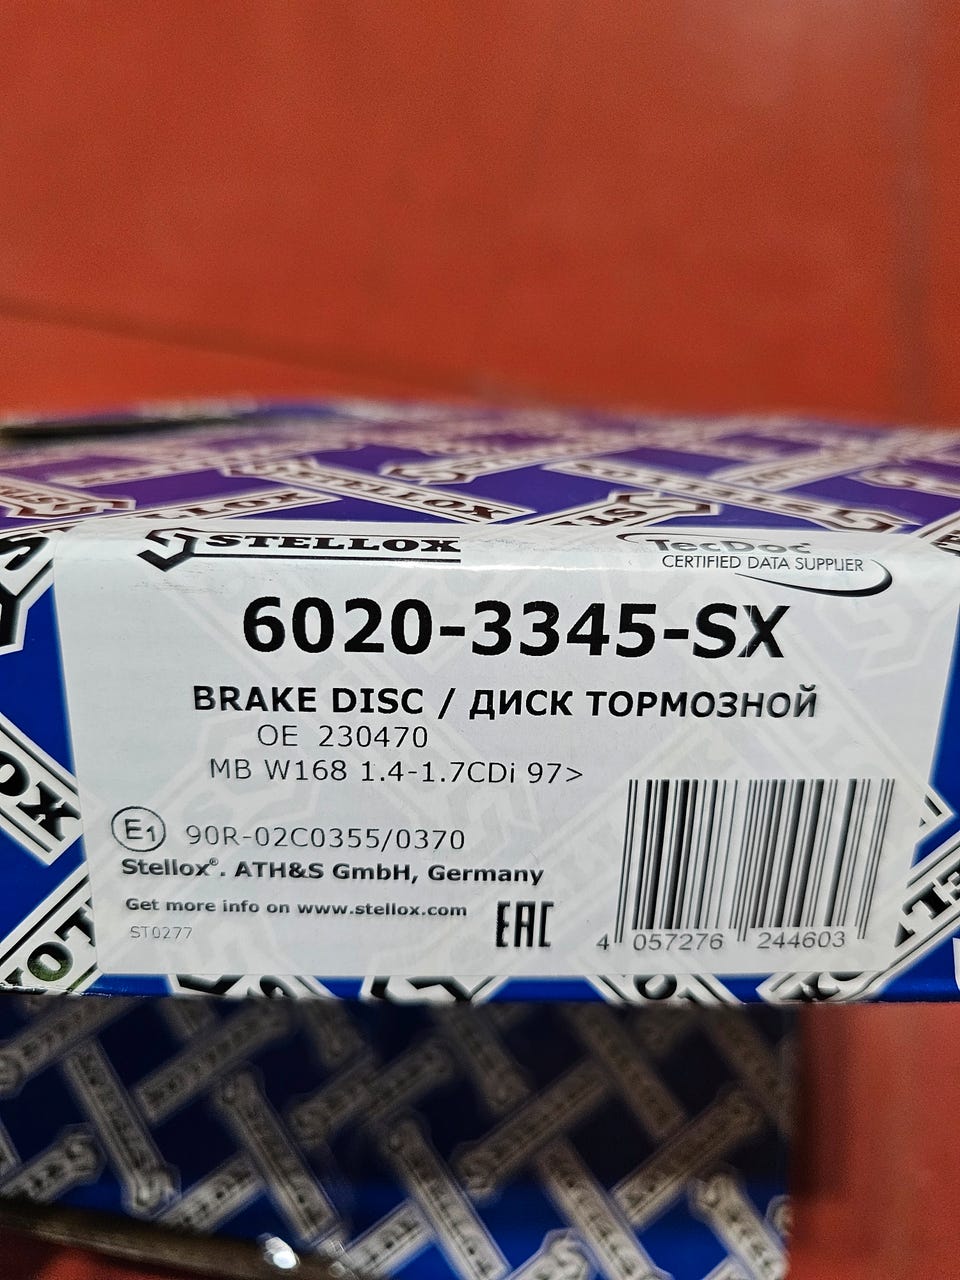 STELLOX
TecDoc
CERTIFIED DATA SUPPLIER
6020-3345-SX
BRAKE DISC / ДИСК ТОРМОЗНОЙ
OE 230470
MB W168 1.4-1.7CDi 97>
E1 90R-02C0355/0370
Stellox®. ATH&S GmbH, Germany
Get more info on www.stellox.com
ST0277
EAC
4 057276 244603